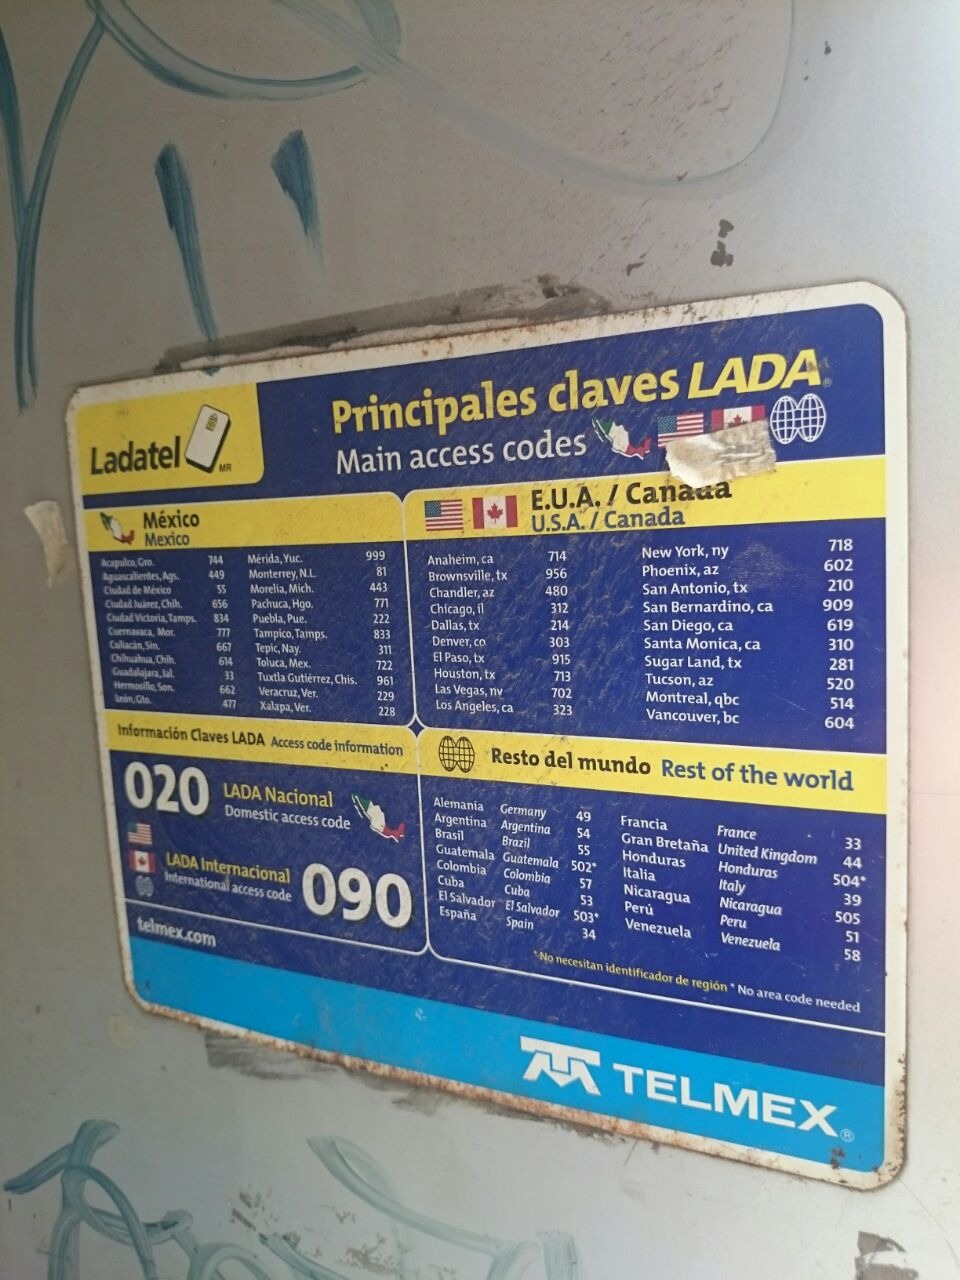 Ladatel
MR
Principales claves LADA®
Main access codes
México
Mexico
Acapulco, Gro. 744
Aguascalientes, Ags. 449
Ciudad de México 55
Ciudad Juárez, Chih. 656
Ciudad Victoria, Tamps. 834
Cuernavaca, Mor. 777
Culiacán, Sin. 667
Chihuahua, Chih. 614
Guadalajara, Jal. 33
Hermosillo, Son. 662
León, Gto. 477
Mérida, Yuc. 999
Monterrey, N.L. 81
Morelia, Mich. 443
Pachuca, Hgo. 771
Puebla, Pue. 222
Tampico, Tamps. 833
Tepic, Nay. 311
Toluca, Mex. 722
Tuxtla Gutiérrez, Chis. 961
Veracruz, Ver. 229
Xalapa, Ver. 228
E.U.A. / Canada
U.S.A. / Canada
Anaheim, ca 714
Brownsville, tx 956
Chandler, az 480
Chicago, il 312
Dallas, tx 214
Denver, co 303
El Paso, tx 915
Houston, tx 713
Las Vegas, nv 702
Los Angeles, ca 323
New York, ny 718
Phoenix, az 602
San Antonio, tx 210
San Bernardino, ca 909
San Diego, ca 619
Santa Monica, ca 310
Sugar Land, tx 281
Tucson, az 520
Montreal, qbc 514
Vancouver, bc 604
Información Claves LADA Access code information
020 LADA Nacional
Domestic access code
LADA Internacional
International access code
090
telmex.com
Resto del mundo Rest of the world
Alemania Germany 49
Argentina Argentina 54
Brasil Brazil 55
Guatemala Guatemala 502*
Colombia Colombia 57
Cuba Cuba 53
El Salvador El Salvador 503*
España Spain 34
Francia France 33
Gran Bretaña United Kingdom 44
Honduras Honduras 504*
Italia Italy 39
Nicaragua Nicaragua 505
Perú Peru 51
Venezuela Venezuela 58
* No necesitan identificador de región * No area code needed
TELMEX®